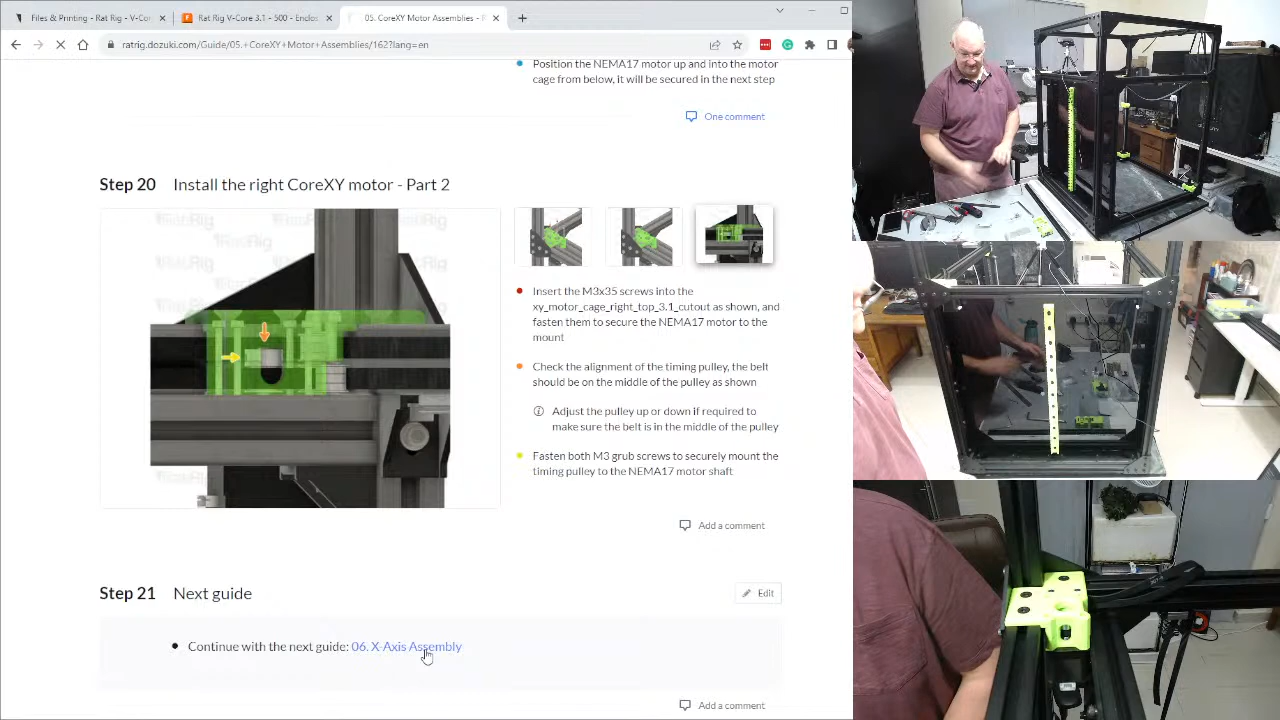 Files & Printing - Rat Rig V-Co
Rat Rig V-Core 3.1 - 500 - Endos
05. CoreXY Motor Assemblies - R
ratrig.dozuki.com/Guide/05.+CoreXY+Motor+Assemblies/162?lang=en
Position the NEMA17 motor up and into the motor
cage from below, it will be secured in the next step
One comment
Step 20 Install the right CoreXY motor - Part 2
Insert the M3x35 screws into the
xy_motor_cage_right_top_3.1_cutout as shown, and
fasten them to secure the NEMA17 motor to the
mount
Check the alignment of the timing pulley, the belt
should be on the middle of the pulley as shown
Adjust the pulley up or down if required to
make sure the belt is in the middle of the pulley
Fasten both M3 grub screws to securely mount the
timing pulley to the NEMA17 motor shaft
Add a comment
Step 21 Next guide
Edit
Continue with the next guide: 06. X-Axis Assembly
Add a comment